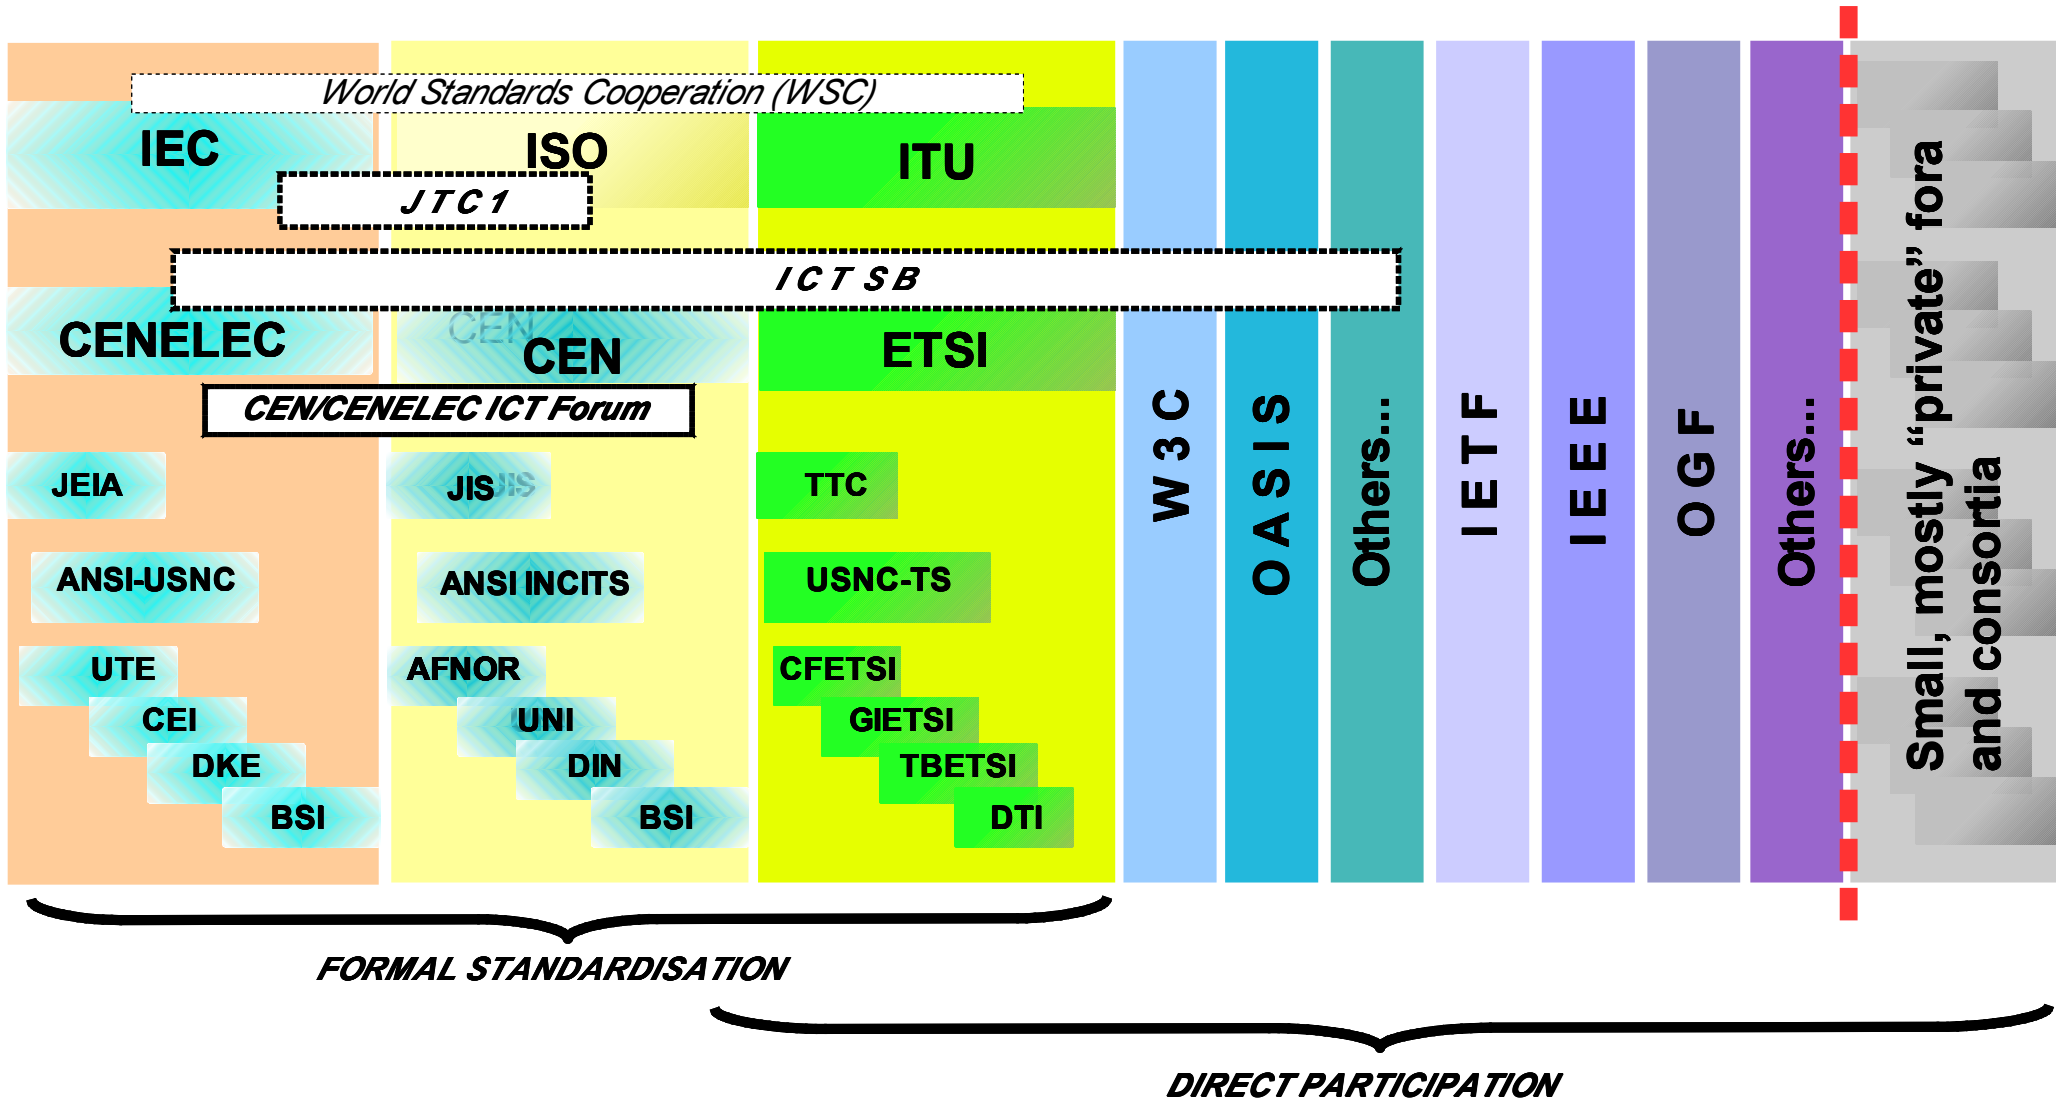 World Standards Cooperation (WSC)
IEC
ISO
ITU
JTC1
ICT SB
CENELEC
CEN
CEN
ETSI
CEN/CENELEC ICT Forum
JEIA
JIS
JIS
TTC
ANSI-USNC
ANSI INCITS
USNC-TS
UTE
AFNOR
CFETSI
CEI
UNI
GIETSI
DKE
DIN
TBETSI
BSI
BSI
DTI
W3C
OASIS
Others...
IETF
IEEE
OGF
Others...
Small, mostly “private” fora
and consortia
FORMAL STANDARDISATION
DIRECT PARTICIPATION